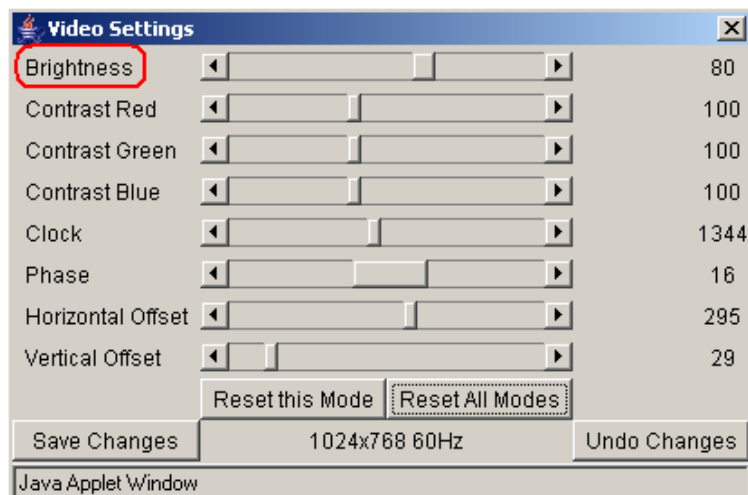 Video Settings
Brightness 80
Contrast Red 100
Contrast Green 100
Contrast Blue 100
Clock 1344
Phase 16
Horizontal Offset 295
Vertical Offset 29
Reset this Mode Reset All Modes
Save Changes 1024x768 60Hz Undo Changes
Java Applet Window